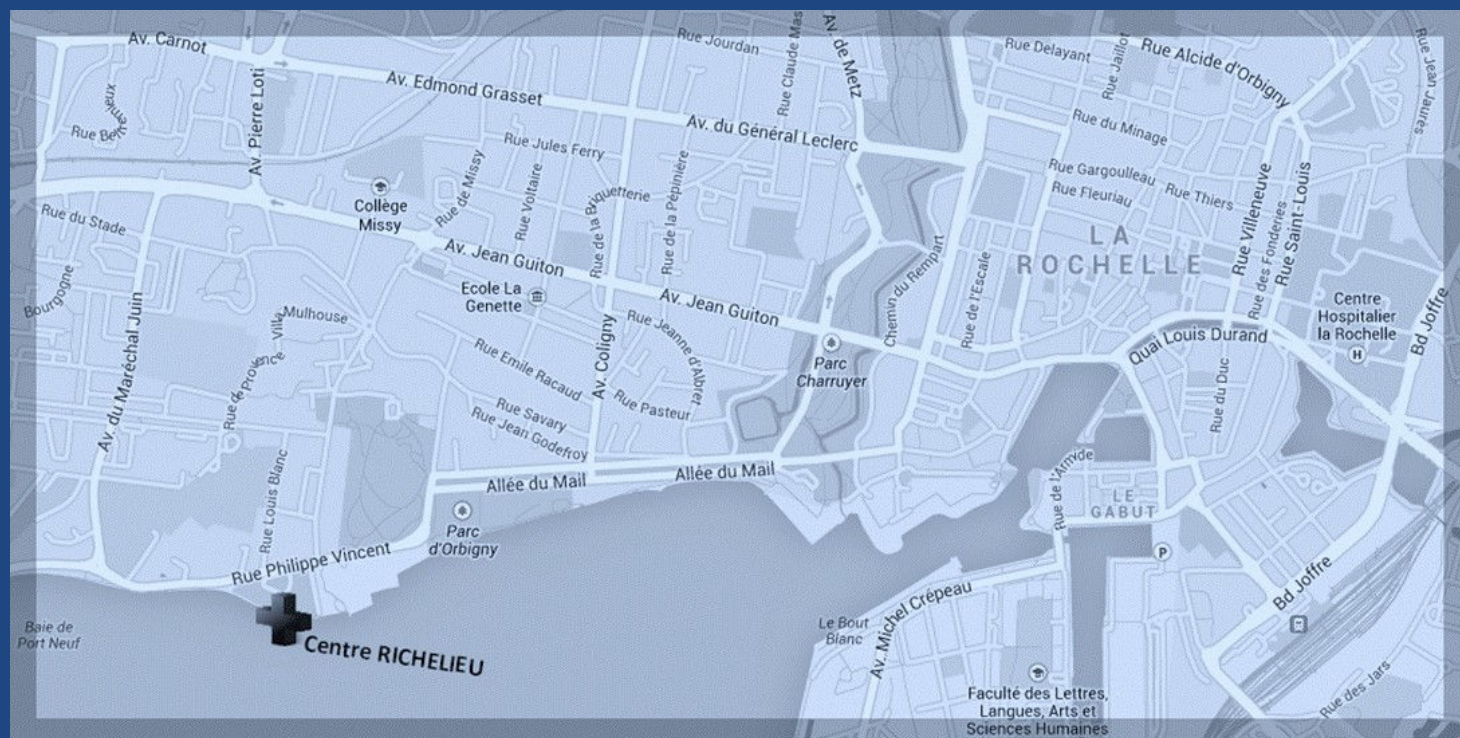 Av. Carnot
Rue Jourdan
Rue Claude Mas
Av. de Metz
Rue Delayant
Rue Jaillot
Rue Alcide d'Orbigny
Rue Jean Jaurès
Av. Pierre Loti
Av. Edmond Grasset
Av. du Général Leclerc
Rue du Minage
Rue Jules Ferry
Rue de Missy
Rue Voltaire
Rue de la Briquetterie
Rue de la Pépinière
Rue Gargoulleau
Rue Thiers
Rue Fleuriau
Rue Villeneuve
Rue des Fonderies
Rue Saint-Louis
Collège
Missy
Rue du Stade
LA
ROCHELLE
Av. Jean Guiton
Chemin du Rempart
Rue de l'Escale
Bourgogne
Av. du Maréchal Juin
Mulhouse
Villa
Rue de Provence
Ecole La
Genette
Av. Jean Guiton
Centre
Hospitalier
la Rochelle
H
Bd Joffre
Quai Louis Durand
Rue Jeanne d'Albret
Av. Coligny
Rue Emile Racaud
Parc
Charruyer
Rue du Duc
Rue Savary
Rue Pasteur
Rue Jean Godefroy
Rue Louis Blanc
Allée du Mail
Allée du Mail
Rue de l'Armide
LE
GABUT
P
Parc
d'Orbigny
Rue Philippe Vincent
Bd Joffre
Av. Michel Crépeau
Le Bout
Blanc
Baie de
Port Neuf
Centre RICHELIEU
Faculté des Lettres,
Langues, Arts et
Sciences Humaines
Rue des Jars